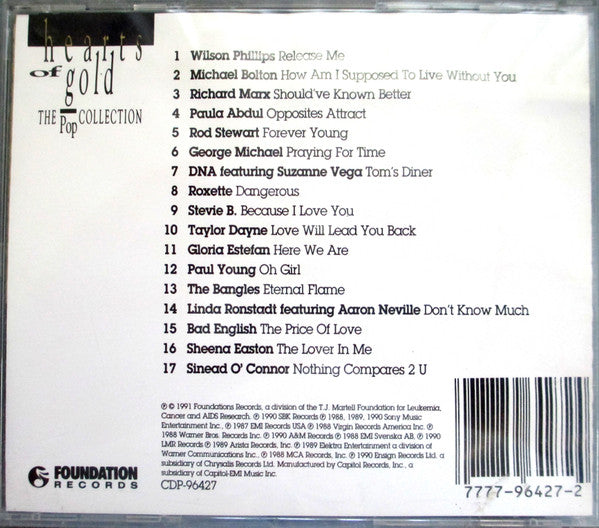 hearts
of gold
THE Pop COLLECTION
1 Wilson Phillips Release Me
2 Michael Bolton How Am I Supposed To Live Without You
3 Richard Marx Should've Known Better
4 Paula Abdul Opposites Attract
5 Rod Stewart Forever Young
6 George Michael Praying For Time
7 DNA featuring Suzanne Vega Tom's Diner
8 Roxette Dangerous
9 Stevie B. Because I Love You
10 Taylor Dayne Love Will Lead You Back
11 Gloria Estefan Here We Are
12 Paul Young Oh Girl
13 The Bangles Eternal Flame
14 Linda Ronstadt featuring Aaron Neville Don't Know Much
15 Bad English The Price Of Love
16 Sheena Easton The Lover In Me
17 Sinead O' Connor Nothing Compares 2 U
℗ © 1991 Foundations Records, a division of the T.J. Martell Foundation for Leukemia,
Cancer and AIDS Research. ℗ 1990 SBK Records ℗ 1988, 1989, 1990 Sony Music
Entertainment Inc., ℗ 1987 EMI Records USA ℗ 1988 Virgin Records America Inc. ℗
1988 Warner Bros. Records Inc. ℗ 1990 A&M Records ℗ 1988 EMI Svenska AB, ℗ 1990
LMR Records ℗ 1989 Arista Records, Inc. ℗ 1989 Elektra Entertainment a division of
Warner Communications Inc., ℗ 1988 MCA Records, Inc. ℗ 1990 Ensign Records Ltd., a
subsidiary of Chrysalis Records Ltd. Manufactured by Capitol Records, Inc., a
subsidiary of Capitol-EMI Music Inc.
CDP-96427
FOUNDATION
RECORDS
7777-96427-2